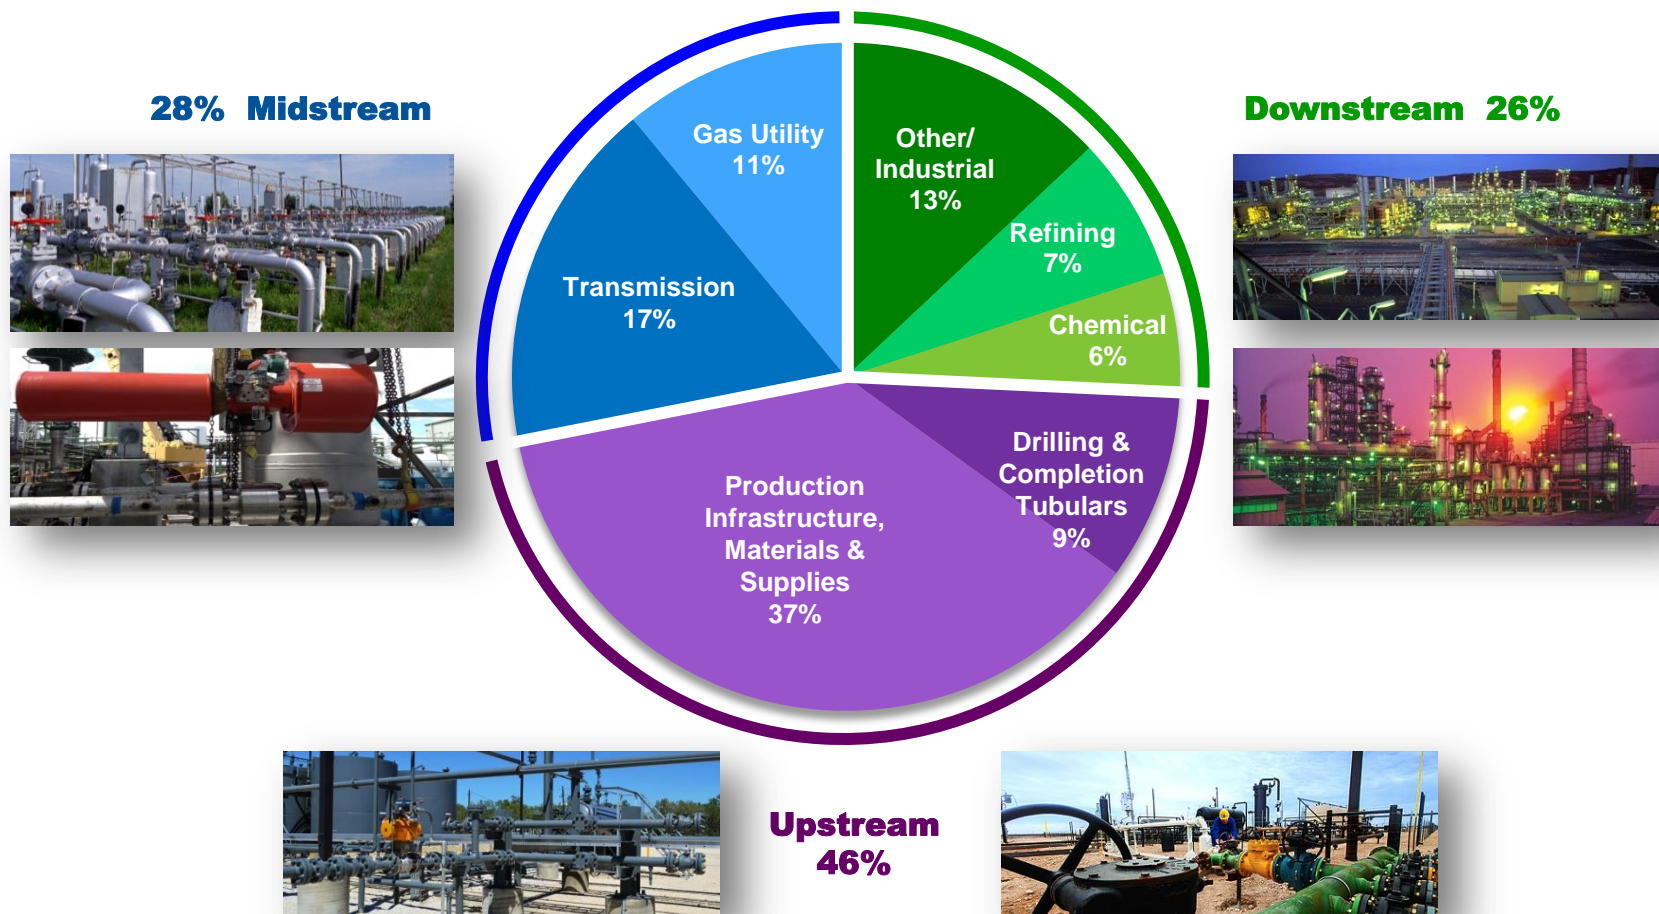 28% Midstream
Downstream 26%
Gas Utility
11%
Other/
Industrial
13%
Refining
7%
Transmission
17%
Chemical
6%
Drilling &
Completion
Tubulars
9%
Production
Infrastructure,
Materials &
Supplies
37%
Upstream
46%